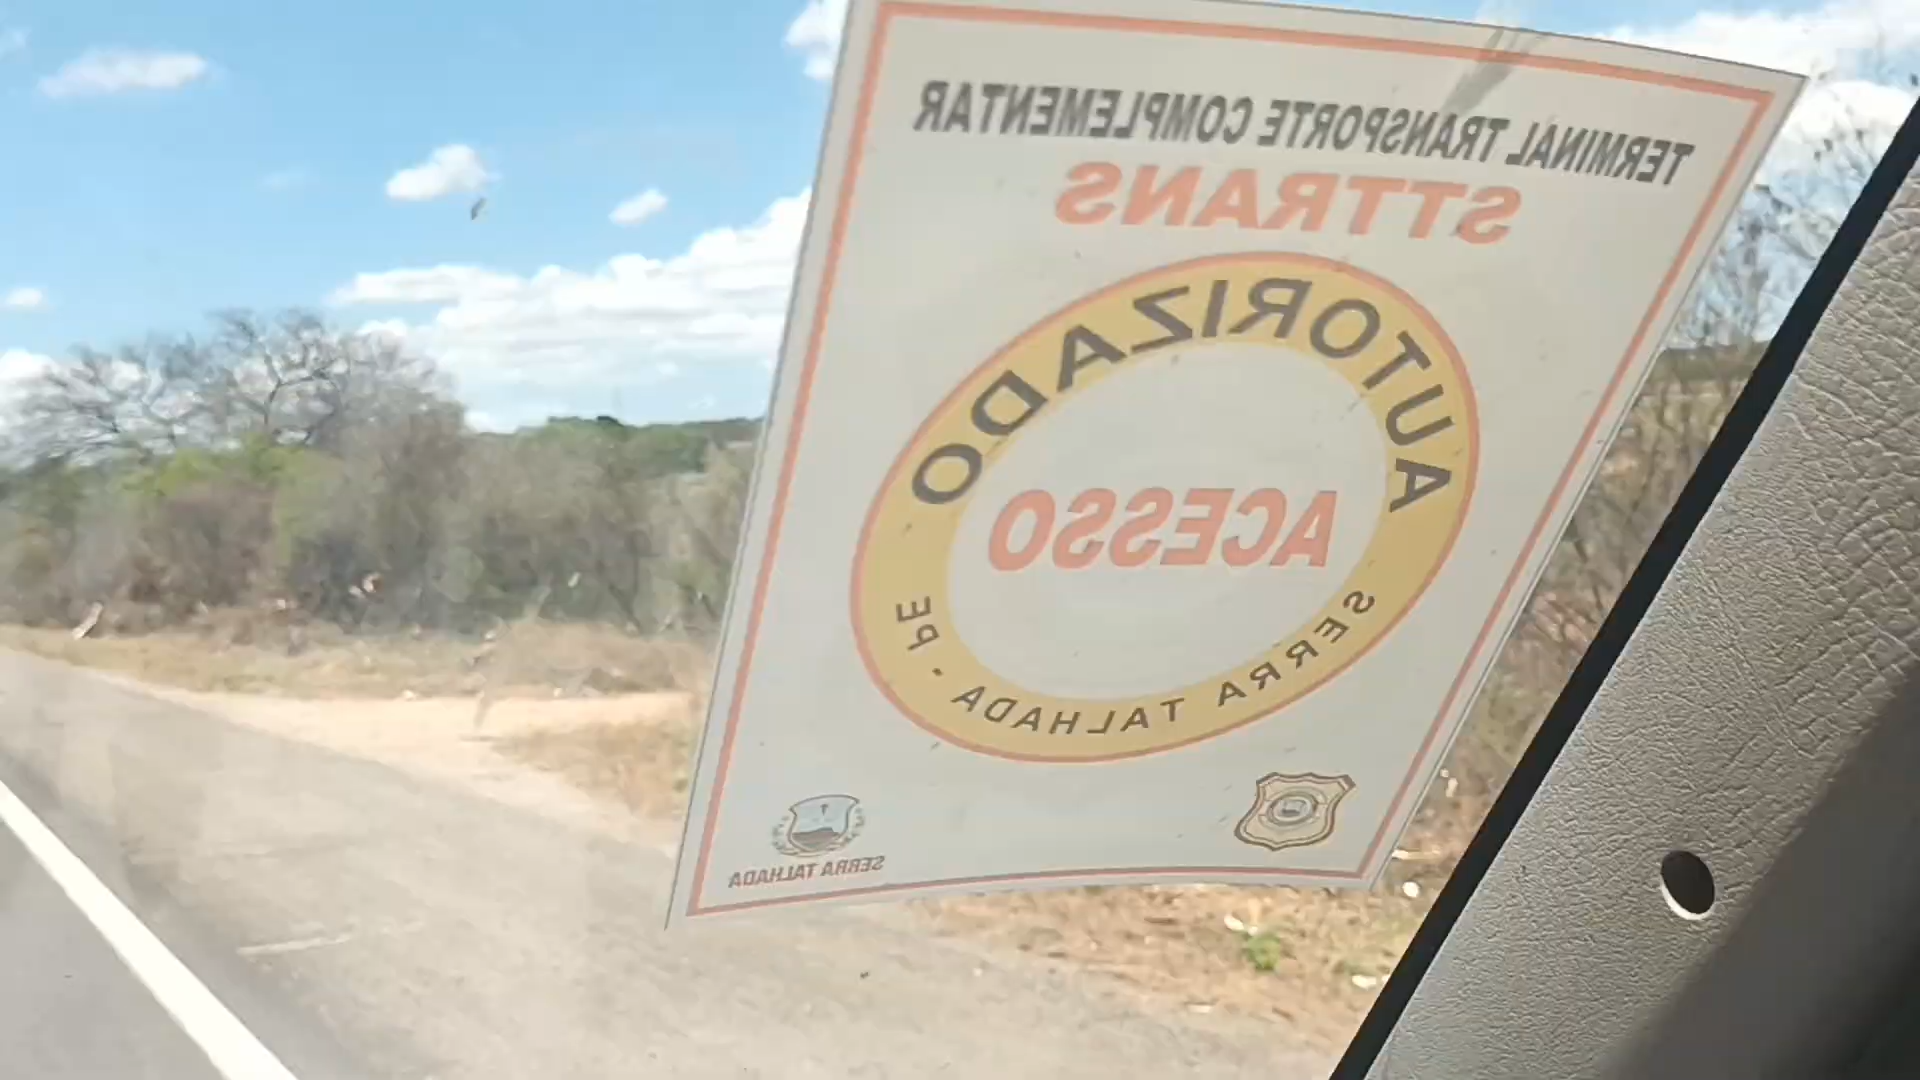 TERMINAL TRANSPORTE COMPLEMENTAR
STTRANS
AUTORIZADO
ACESSO
SERRA TALHADA - PE
SERRA TALHADA